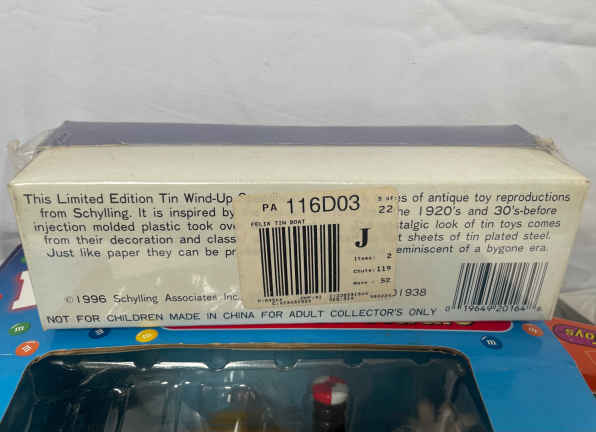 This Limited Edition Tin Wind-Up
es of antique toy reproductions
from Schylling. It is inspired by
he 1920's and 30's-before
injection molded plastic took ov
talgic look of tin toys comes
from their decoration and class
t sheets of tin plated steel.
Just like paper they can be pr
eminiscent of a bygone era.
PA 116D03
22
FELIX TIN BOAT
J
Items: 2
Chute: 119
52
©1996 Schylling Associates, Inc.
01938
NOT FOR CHILDREN MADE IN CHINA FOR ADULT COLLECTOR'S ONLY
0 19649 20164